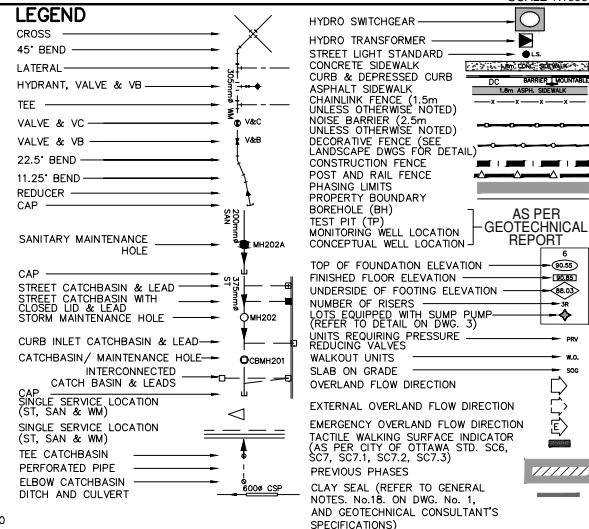 SCALE 1:1000
LEGEND
CROSS
45° BEND
LATERAL
HYDRANT, VALVE & VB
TEE
VALVE & VC
VALVE & VB
22.5° BEND
11.25° BEND
REDUCER
CAP
SANITARY MAINTENANCE
HOLE
CAP
STREET CATCHBASIN & LEAD
STREET CATCHBASIN WITH
CLOSED LID & LEAD
STORM MAINTENANCE HOLE
CURB INLET CATCHBASIN & LEAD
CATCHBASIN/ MAINTENANCE HOLE
INTERCONNECTED
CATCH BASIN & LEADS
CAP
SINGLE SERVICE LOCATION
(ST, SAN & WM)
SINGLE SERVICE LOCATION
(ST, SAN & WM)
TEE CATCHBASIN
PERFORATED PIPE
ELBOW CATCHBASIN
DITCH AND CULVERT
305mmø WM
V&C
V&B
200mmø
SAN
MH202A
375mmø
ST
MH202
CBMH201
600ø CSP
HYDRO SWITCHGEAR
HYDRO TRANSFORMER
STREET LIGHT STANDARD
L.S.
CONCRETE SIDEWALK
1.8m CONC. SIDEWALK
CURB & DEPRESSED CURB
DC BARRIER MOUNTABLE
ASPHALT SIDEWALK
1.8m ASPH. SIDEWALK
CHAINLINK FENCE (1.5m
UNLESS OTHERWISE NOTED)
NOISE BARRIER (2.5m
UNLESS OTHERWISE NOTED)
DECORATIVE FENCE (SEE
LANDSCAPE DWGS FOR DETAIL)
CONSTRUCTION FENCE
POST AND RAIL FENCE
PHASING LIMITS
PROPERTY BOUNDARY
BOREHOLE (BH)
TEST PIT (TP)
MONITORING WELL LOCATION
CONCEPTUAL WELL LOCATION
AS PER
GEOTECHNICAL
REPORT
6
TOP OF FOUNDATION ELEVATION
90.55
FINISHED FLOOR ELEVATION
90.85
UNDERSIDE OF FOOTING ELEVATION
88.03
NUMBER OF RISERS
3R
LOTS EQUIPPED WITH SUMP PUMP
(REFER TO DETAIL ON DWG. 3)
UNITS REQUIRING PRESSURE
REDUCING VALVES
PRV
WALKOUT UNITS
W.O.
SLAB ON GRADE
SOG
OVERLAND FLOW DIRECTION
EXTERNAL OVERLAND FLOW DIRECTION
EMERGENCY OVERLAND FLOW DIRECTION
E
TACTILE WALKING SURFACE INDICATOR
(AS PER CITY OF OTTAWA STD. SC6,
SC7, SC7.1, SC7.2, SC7.3)
PREVIOUS PHASES
CLAY SEAL (REFER TO GENERAL
NOTES. No.18. ON DWG. No. 1,
AND GEOTECHNICAL CONSULTANT'S
SPECIFICATIONS)